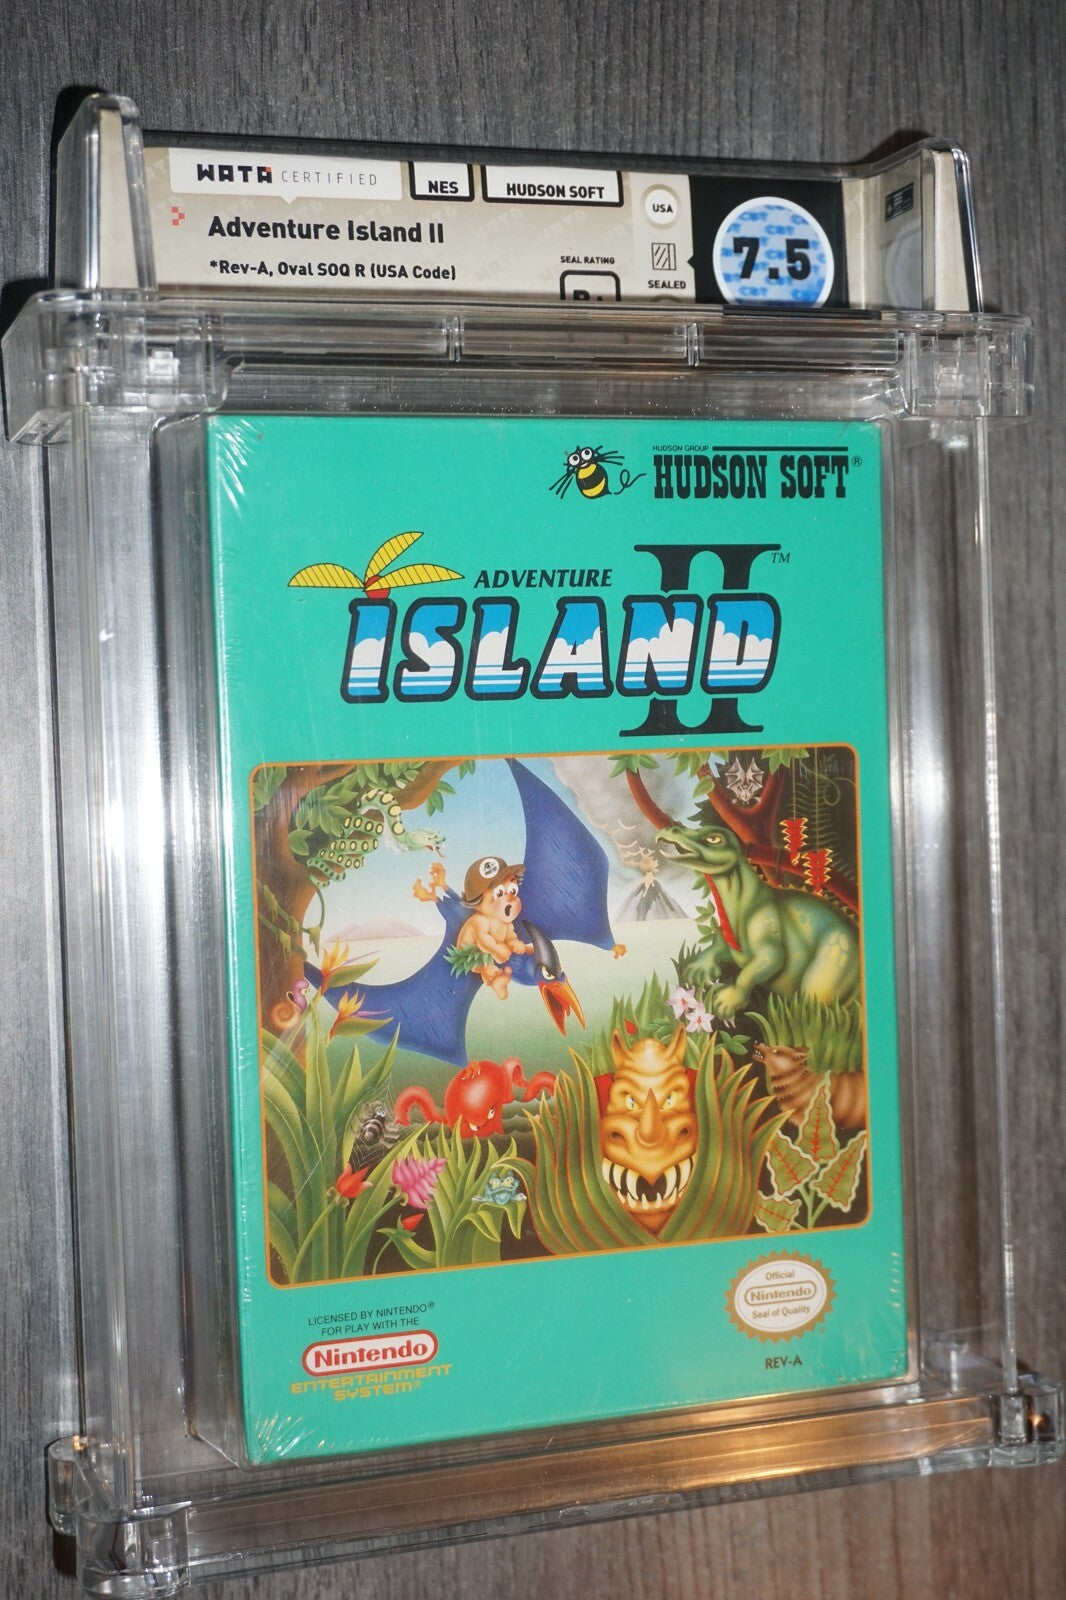 WATA CERTIFIED
NES
HUDSON SOFT
USA
Adventure Island II
*Rev-A, Oval SOQ R (USA Code)
SEAL RATING
SEALED
7.5
HUDSON GROUP
HUDSON SOFT®
ADVENTURE
ISLAND II™
LICENSED BY NINTENDO®
FOR PLAY WITH THE
Nintendo
ENTERTAINMENT
SYSTEM®
Official
Nintendo
Seal of Quality
REV-A